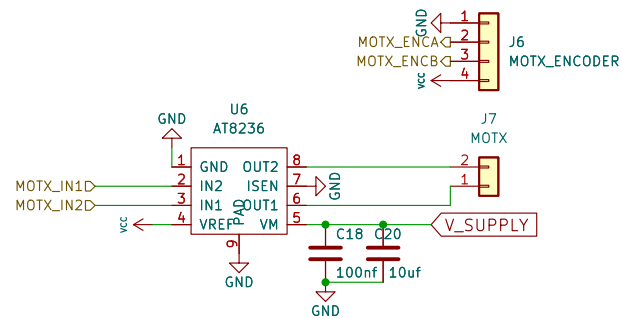 GND
1
MOTX_ENCA
2
MOTX_ENCB
3
VCC
4
J6
MOTX_ENCODER
U6
AT8236
GND
J7
MOTX
1 GND OUT2 8
2
MOTX_IN1 2 IN2 ISEN 7 GND
1
MOTX_IN2 3 IN1 OUT1 6
VCC 4 VREF PAD VM 5
V_SUPPLY
9
GND
C18 C20
100nf 10uf
GND